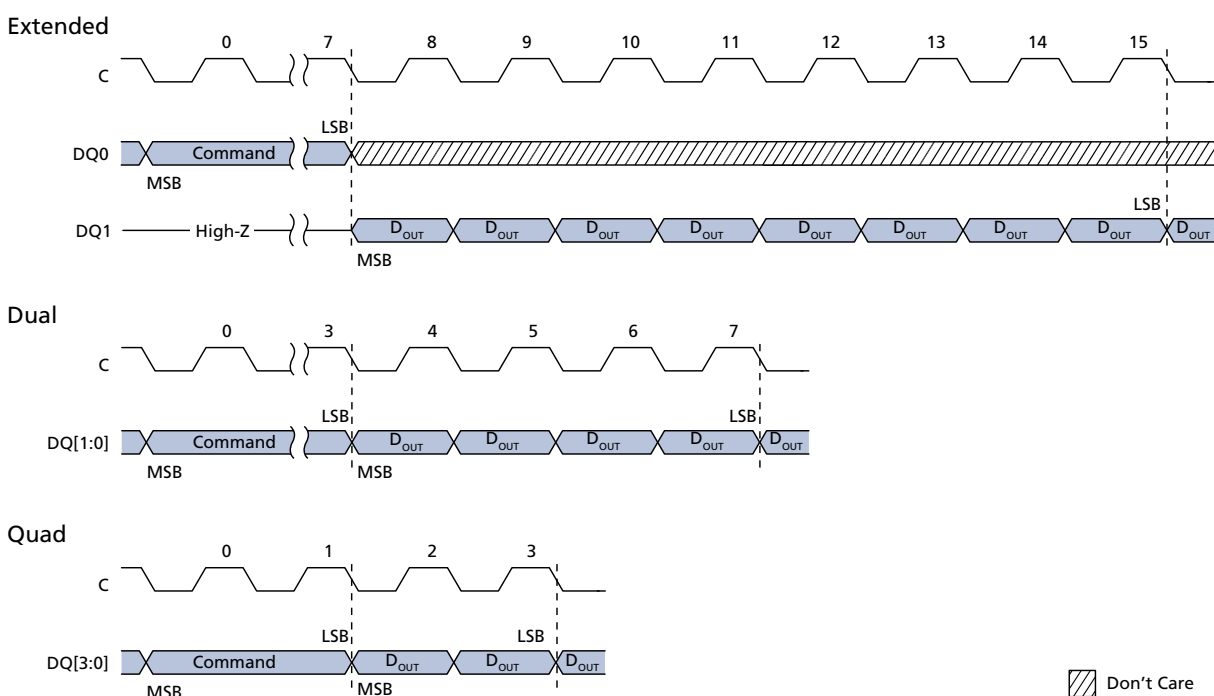 Extended
0 7 8 9 10 11 12 13 14 15
C
LSB
DQ0 Command
MSB
LSB
DQ1 High-Z DOUT DOUT DOUT DOUT DOUT DOUT DOUT DOUT DOUT
MSB
Dual
0 3 4 5 6 7
C
LSB LSB
DQ[1:0] Command DOUT DOUT DOUT DOUT DOUT
MSB MSB
Quad
0 1 2 3
C
LSB LSB
DQ[3:0] Command DOUT DOUT DOUT
MSB MSB
Don’t Care